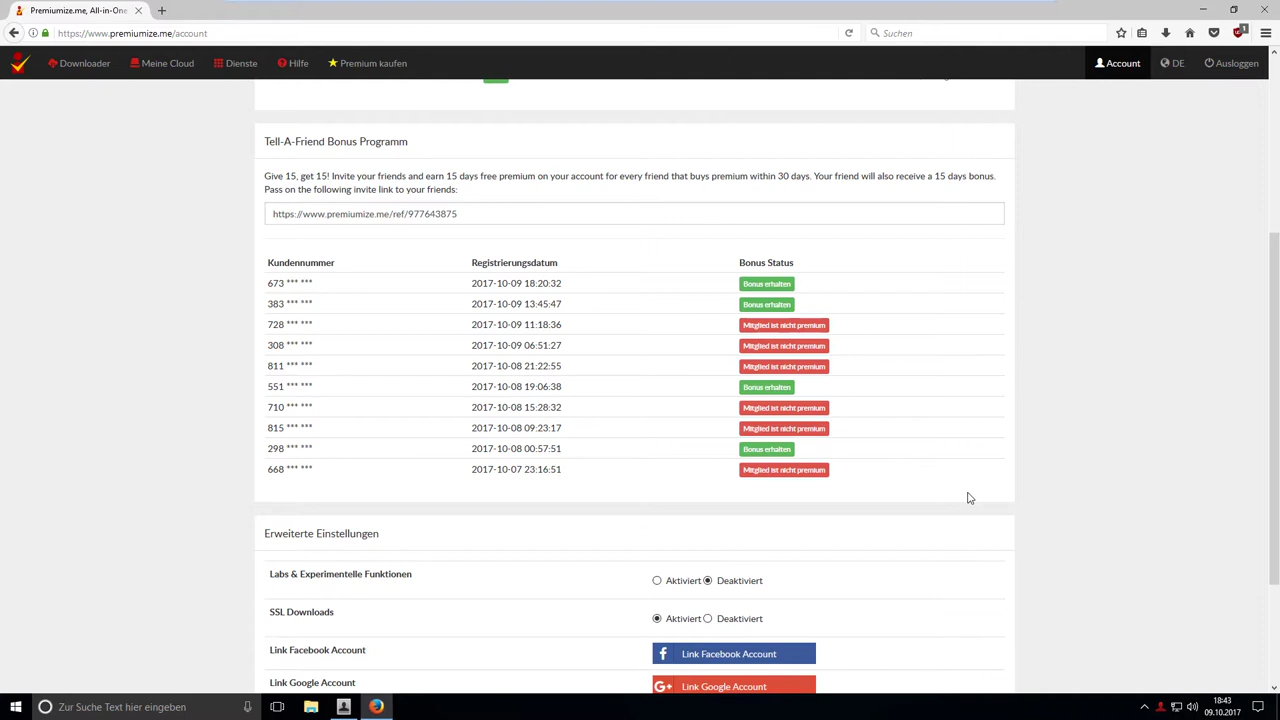 Premiumize.me, All-in-One
https://www.premiumize.me/account
Suchen
1
Downloader
Meine Cloud
Dienste
Hilfe
Premium kaufen
Account
DE
Ausloggen
Tell-A-Friend Bonus Programm
Give 15, get 15! Invite your friends and earn 15 days free premium on your account for every friend that buys premium within 30 days. Your friend will also receive a 15 days bonus.
Pass on the following invite link to your friends:
https://www.premiumize.me/ref/977643875
Kundennummer Registrierungsdatum Bonus Status
673 *** *** 2017-10-09 18:20:32 Bonus erhalten
383 *** *** 2017-10-09 13:45:47 Bonus erhalten
728 *** *** 2017-10-09 11:18:36 Mitglied ist nicht premium
308 *** *** 2017-10-09 06:51:27 Mitglied ist nicht premium
811 *** *** 2017-10-08 21:22:55 Mitglied ist nicht premium
551 *** *** 2017-10-08 19:06:38 Bonus erhalten
710 *** *** 2017-10-08 15:28:32 Mitglied ist nicht premium
815 *** *** 2017-10-08 09:23:17 Mitglied ist nicht premium
298 *** *** 2017-10-08 00:57:51 Bonus erhalten
668 *** *** 2017-10-07 23:16:51 Mitglied ist nicht premium
Erweiterte Einstellungen
Labs & Experimentelle Funktionen Aktiviert Deaktiviert
SSL Downloads Aktiviert Deaktiviert
Link Facebook Account Link Facebook Account
Link Google Account Link Google Account
Zur Suche Text hier eingeben
18:43
09.10.2017